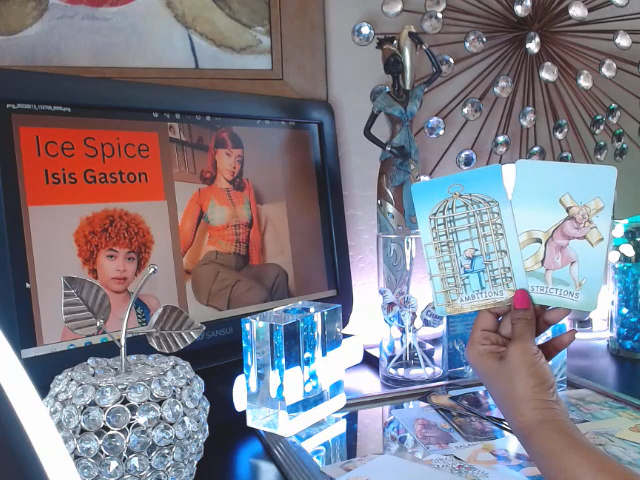 Ice Spice
Isis Gaston
SANSUI
AMBITIONS
STRICTIONS